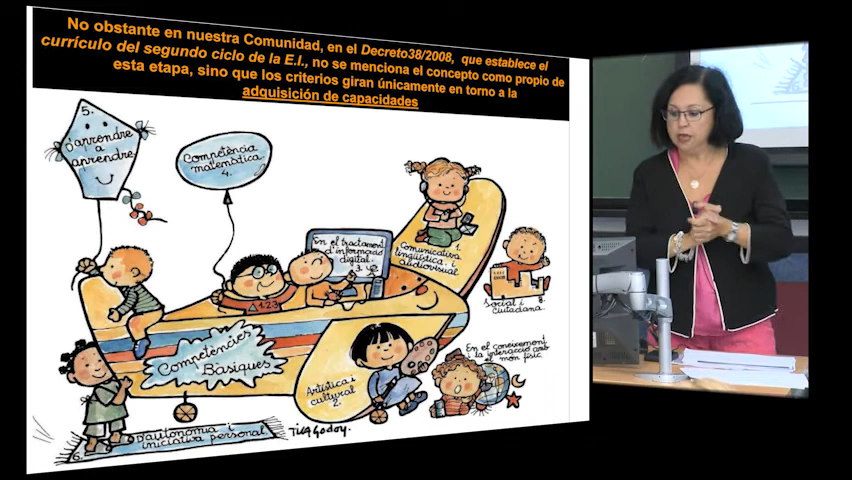 No obstante en nuestra Comunidad, en el Decreto38/2008, que establece el
currículo del segundo ciclo de la E.I., no se menciona el concepto como propio de
esta etapa, sino que los criterios giran únicamente en torno a la
adquisición de capacidades
5.
D'aprendre
a
aprendre
Competència
matemàtica
4.
En el tractament
d'informació
digital
3.
1.
Comunicativa
lingüística i
audiovisual
Social i 8.
ciutadana
1.2.3
Competències
Bàsiques
Artística i
cultural
2.
En el coneixement
i la interacció amb
el món físic
D'autonomia i
iniciativa personal
6.
TILAGodoy.